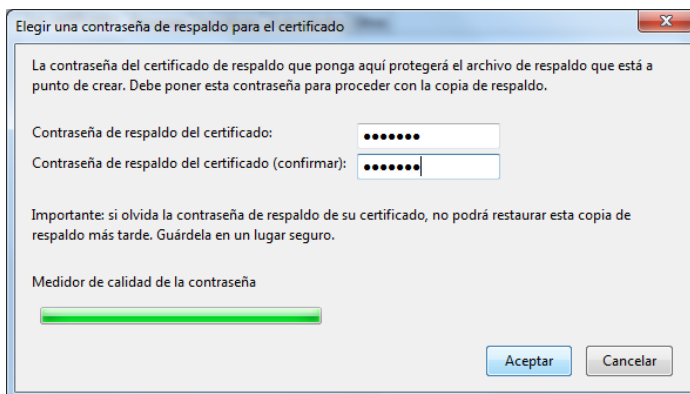 Elegir una contraseña de respaldo para el certificado
La contraseña del certificado de respaldo que ponga aquí protegerá el archivo de respaldo que está a
punto de crear. Debe poner esta contraseña para proceder con la copia de respaldo.
Contraseña de respaldo del certificado: •••••••
Contraseña de respaldo del certificado (confirmar): •••••••
Importante: si olvida la contraseña de respaldo de su certificado, no podrá restaurar esta copia de
respaldo más tarde. Guárdela en un lugar seguro.
Medidor de calidad de la contraseña
Aceptar Cancelar